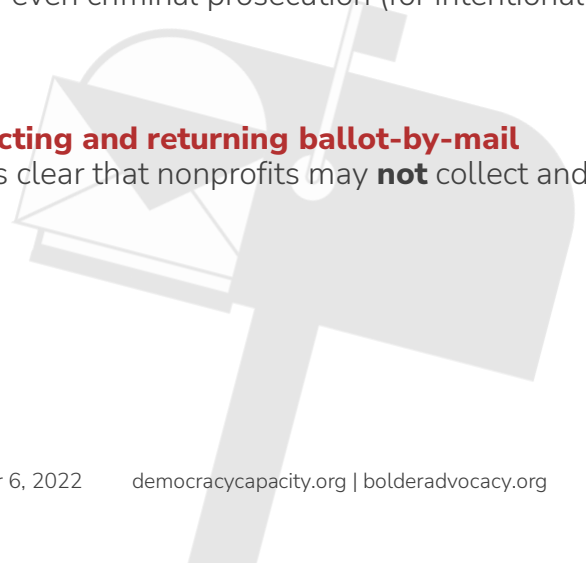 even criminal prosecution (for intentional
cting and returning ballot-by-mail
s clear that nonprofits may not collect and
r 6, 2022 democracycapacity.org | bolderadvocacy.org